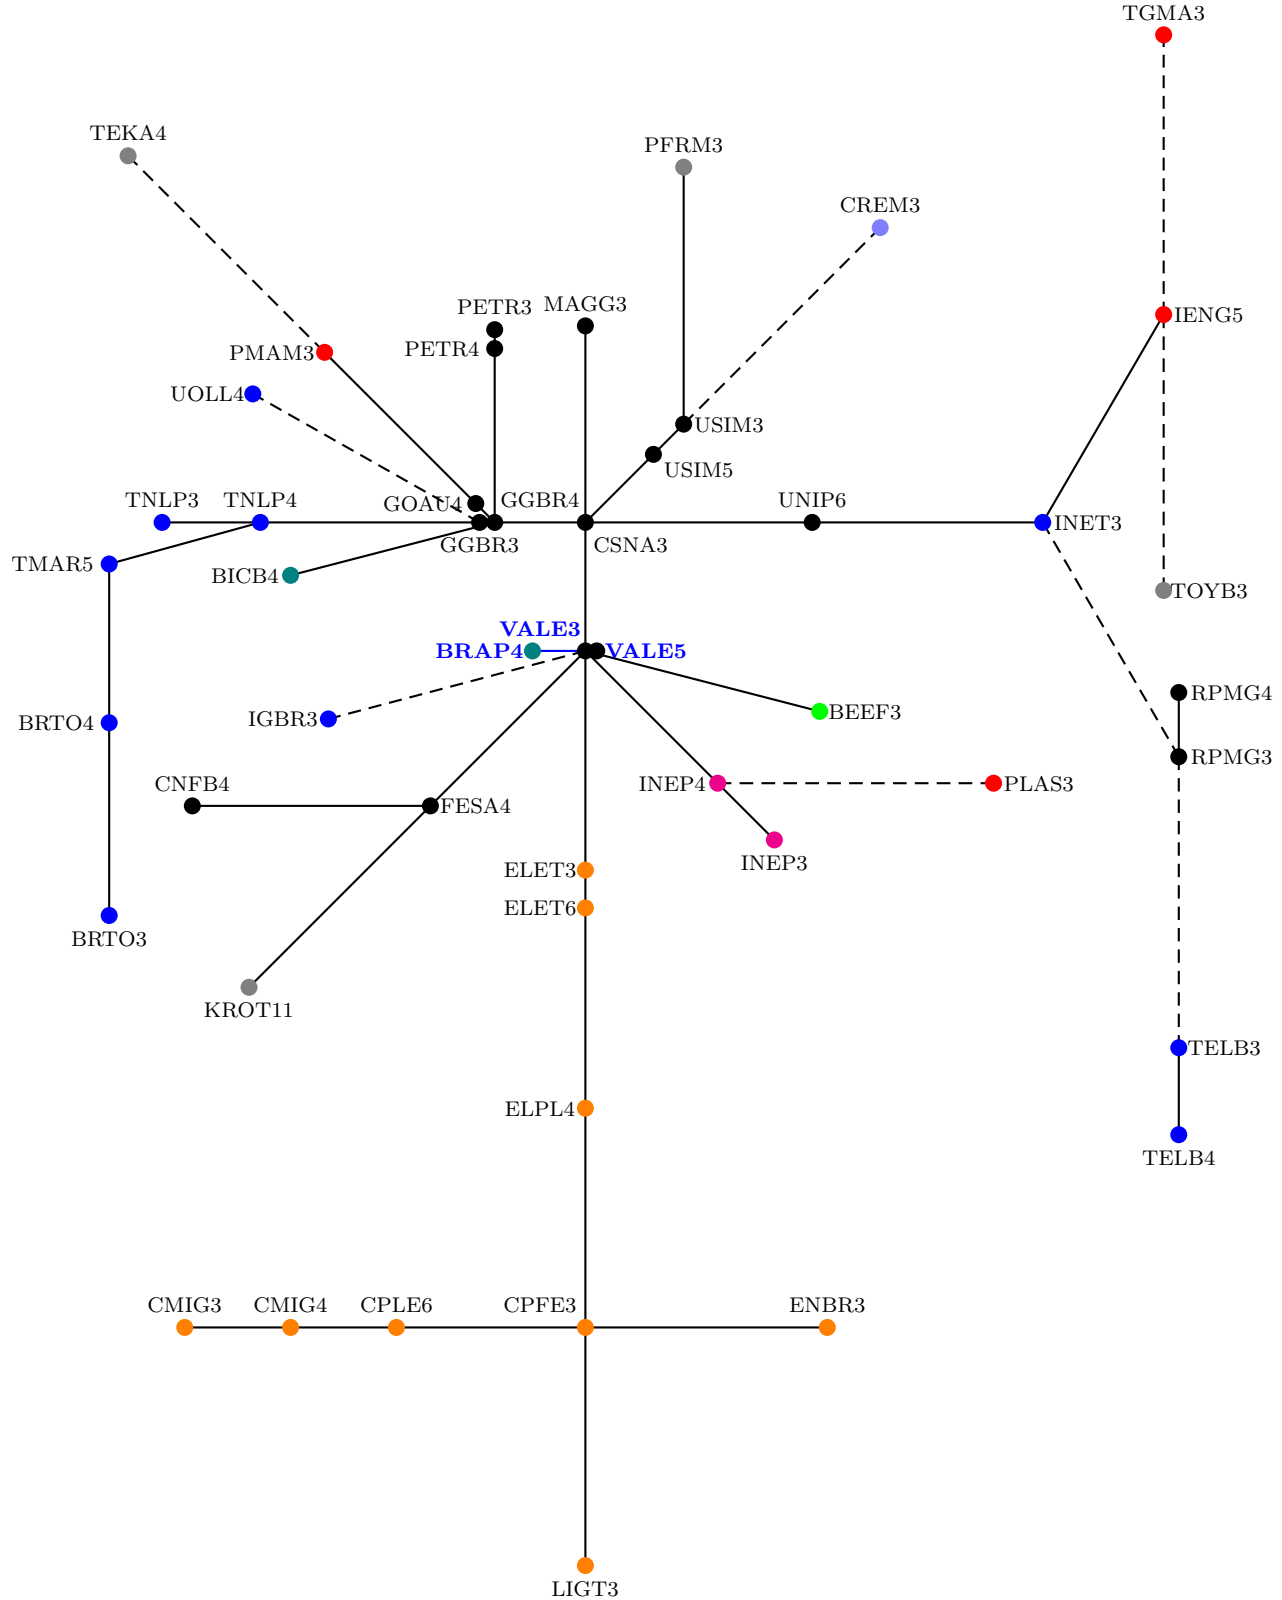 TGMA3
TEKA4
PFRM3
CREM3
PETR3
MAGG3
IENG5
PETR4
PMAM3
UOLL4
USIM3
USIM5
TNLP3
TNLP4
GOAU4
GGBR4
UNIP6
INET3
GGBR3
CSNA3
TMAR5
BICB4
TOYB3
VALE3
BRAP4
VALE5
RPMG4
BEEF3
IGBR3
BRTO4
RPMG3
CNFB4
INEP4
PLAS3
FESA4
INEP3
ELET3
ELET6
BRTO3
KROT11
TELB3
ELPL4
TELB4
CMIG3
CMIG4
CPLE6
CPFE3
ENBR3
LIGT3